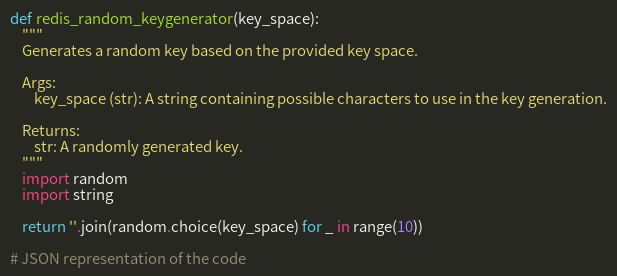 def redis_random_keygenerator(key_space):
    """
    Generates a random key based on the provided key space.

    Args:
        key_space (str): A string containing possible characters to use in the key generation.

    Returns:
        str: A randomly generated key.
    """
    import random
    import string

    return ''.join(random.choice(key_space) for _ in range(10))

# JSON representation of the code